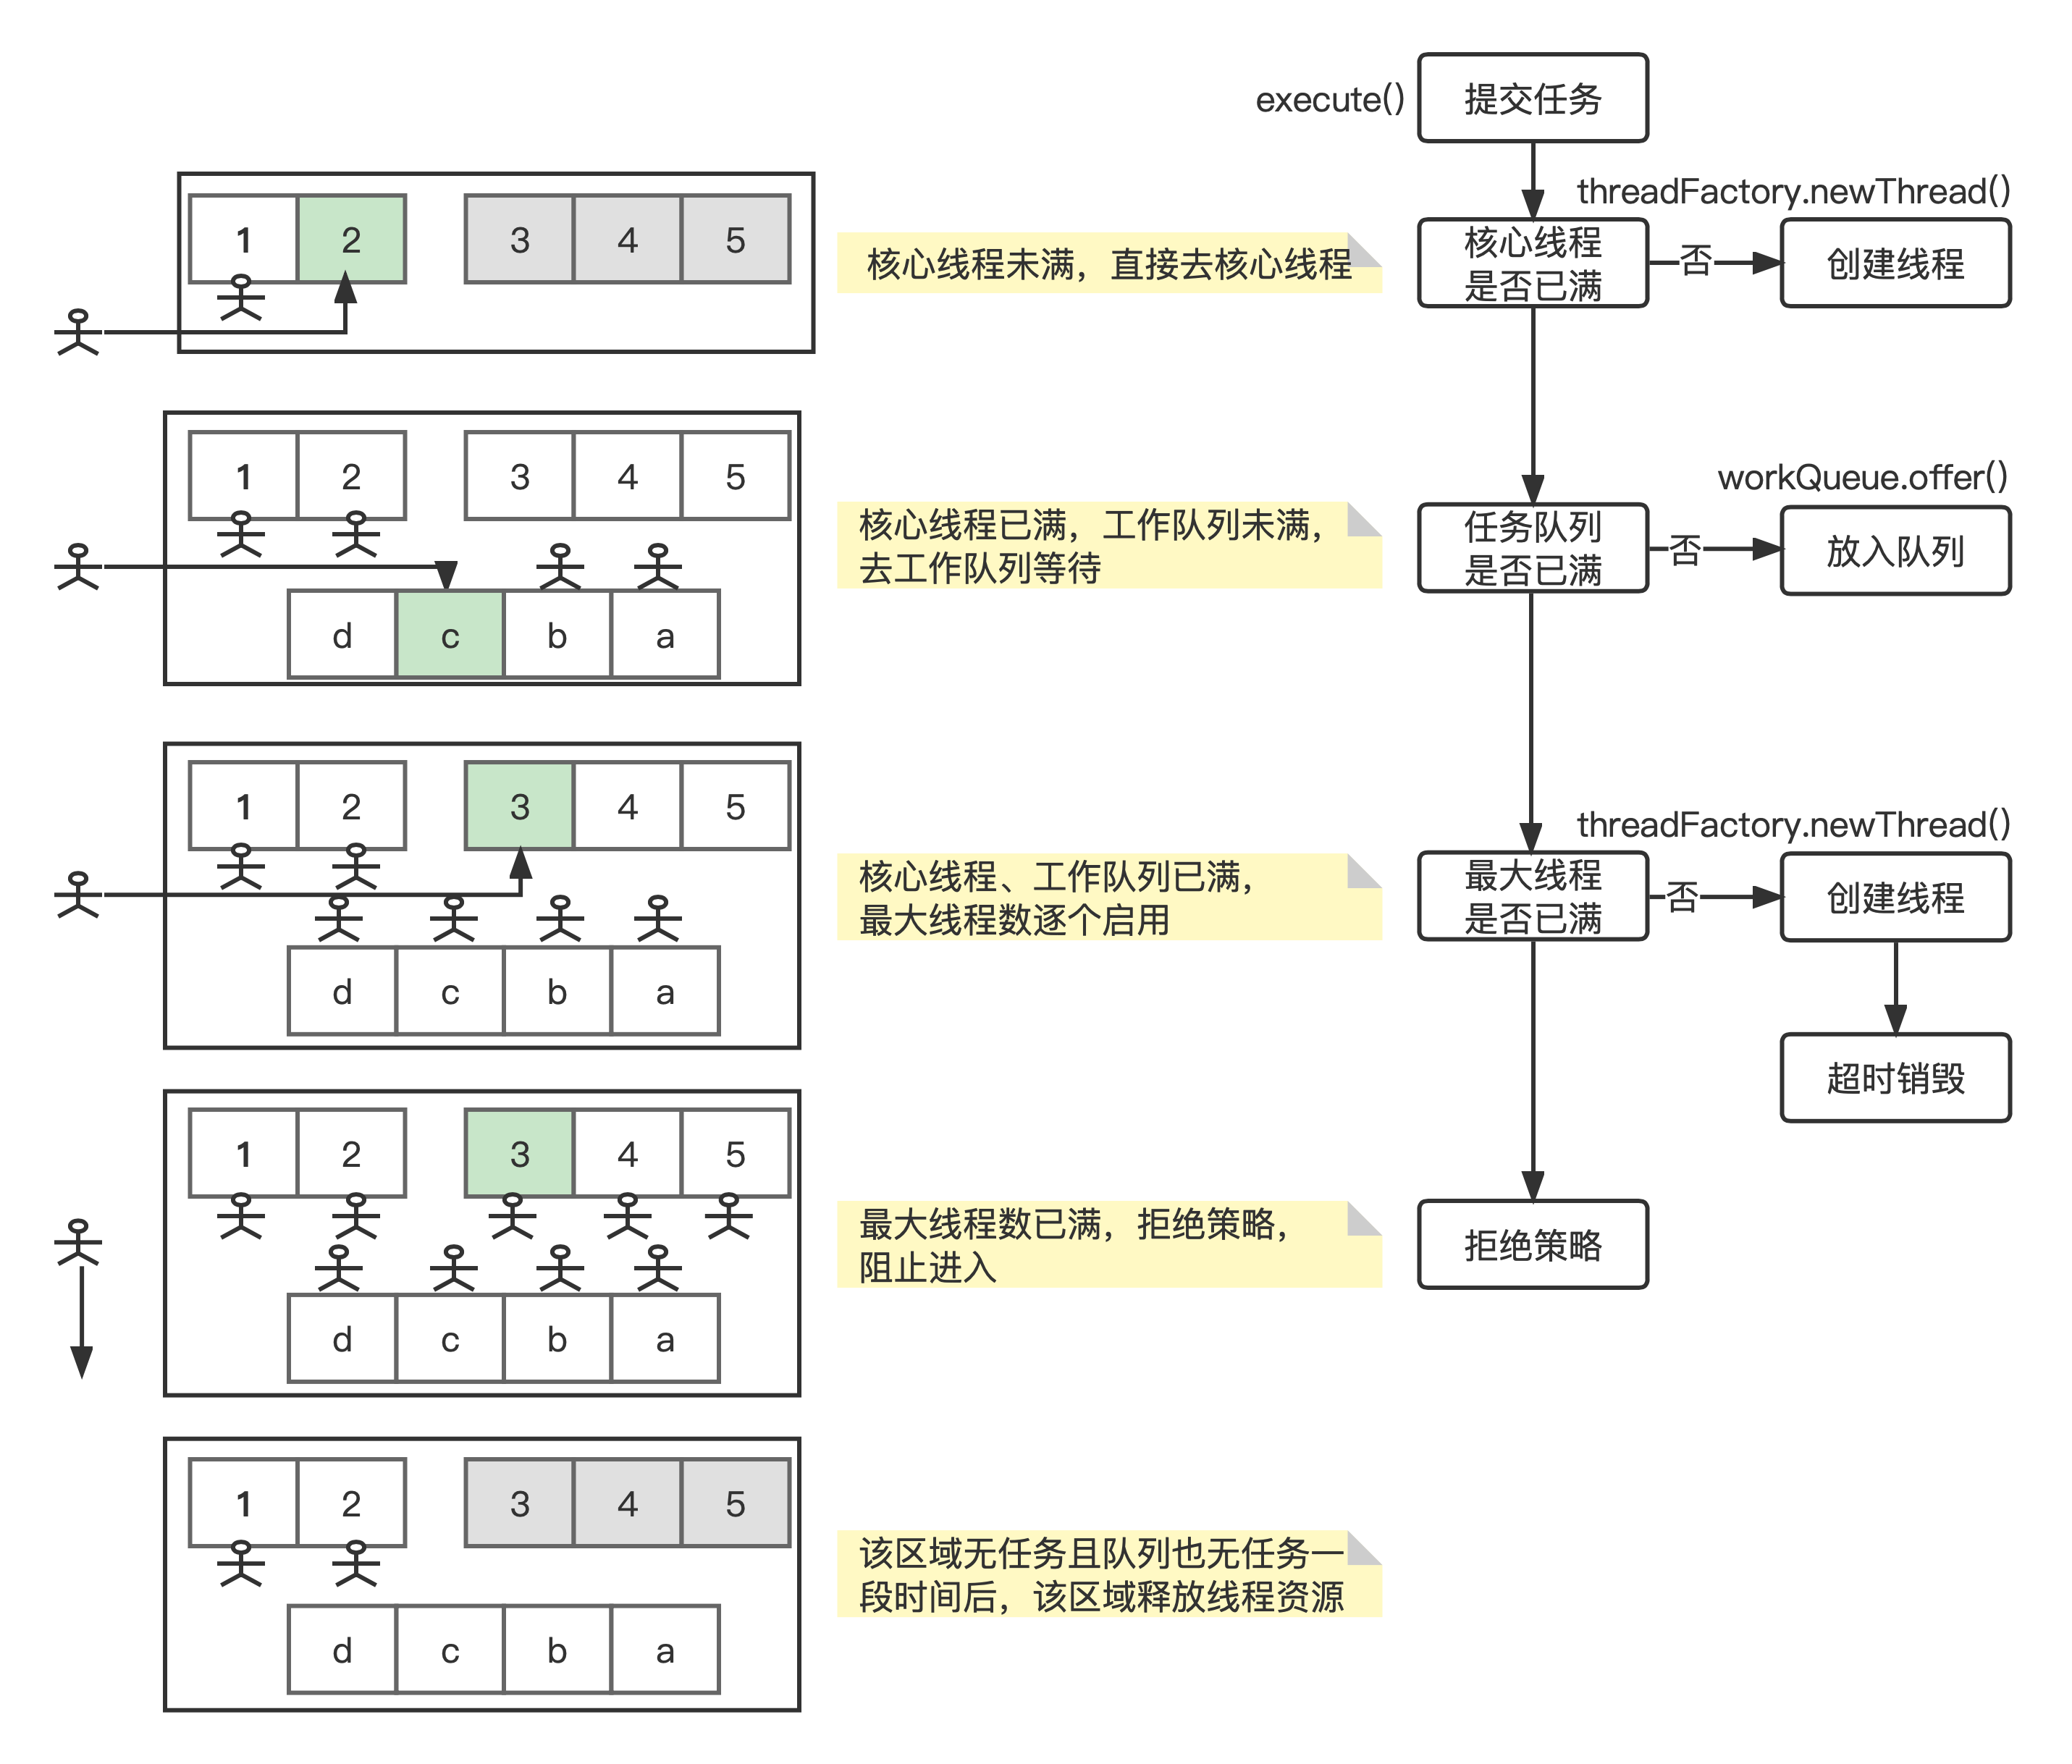 execute()
提交任务
threadFactory.newThread()
1
2
3
4
5
核心线程未满，直接去核心线程
核心线程
是否已满
否
创建线程
1
2
3
4
5
d
c
b
a
核心线程已满，工作队列未满，
去工作队列等待
workQueue.offer()
任务队列
是否已满
否
放入队列
1
2
3
4
5
d
c
b
a
核心线程、工作队列已满，
最大线程数逐个启用
threadFactory.newThread()
最大线程
是否已满
否
创建线程
超时销毁
1
2
3
4
5
d
c
b
a
最大线程数已满，拒绝策略，
阻止进入
拒绝策略
1
2
3
4
5
d
c
b
a
该区域无任务且队列也无任务一
段时间后，该区域释放线程资源